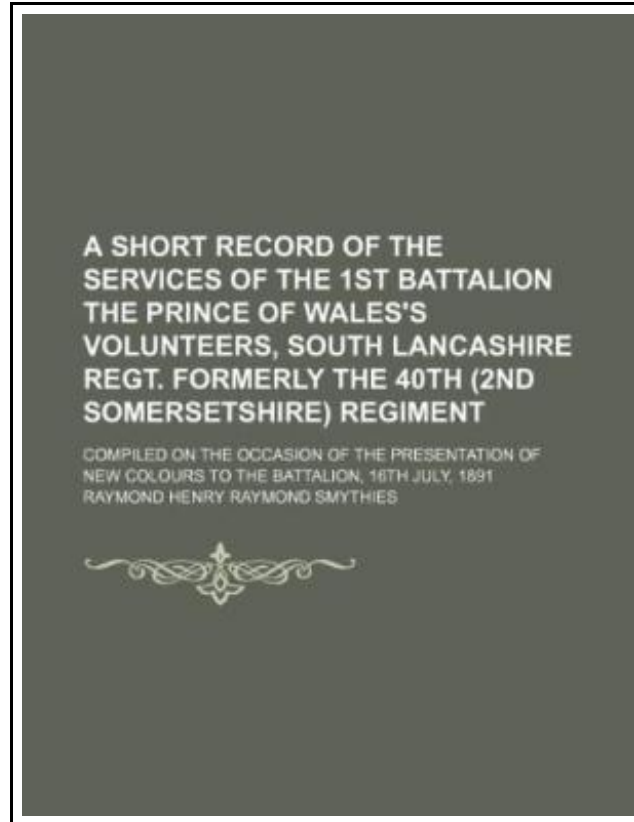 A SHORT RECORD OF THE
SERVICES OF THE 1ST BATTALION
THE PRINCE OF WALES'S
VOLUNTEERS, SOUTH LANCASHIRE
REGT. FORMERLY THE 40TH (2ND
SOMERSETSHIRE) REGIMENT
COMPILED ON THE OCCASION OF THE PRESENTATION OF
NEW COLOURS TO THE BATTALION, 16TH JULY, 1891
RAYMOND HENRY RAYMOND SMYTHIES